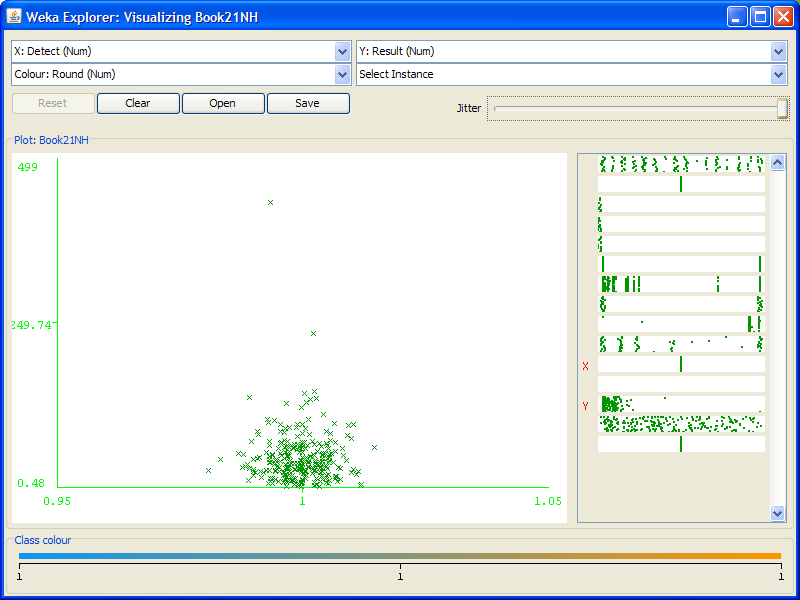 Weka Explorer: Visualizing Book21NH
X: Detect (Num)
Y: Result (Num)
Colour: Round (Num)
Select Instance
Reset
Clear
Open
Save
Jitter
Plot: Book21NH
499
249.74
0.48
0.95
1
1.05
X
Y
Class colour
1
1
1